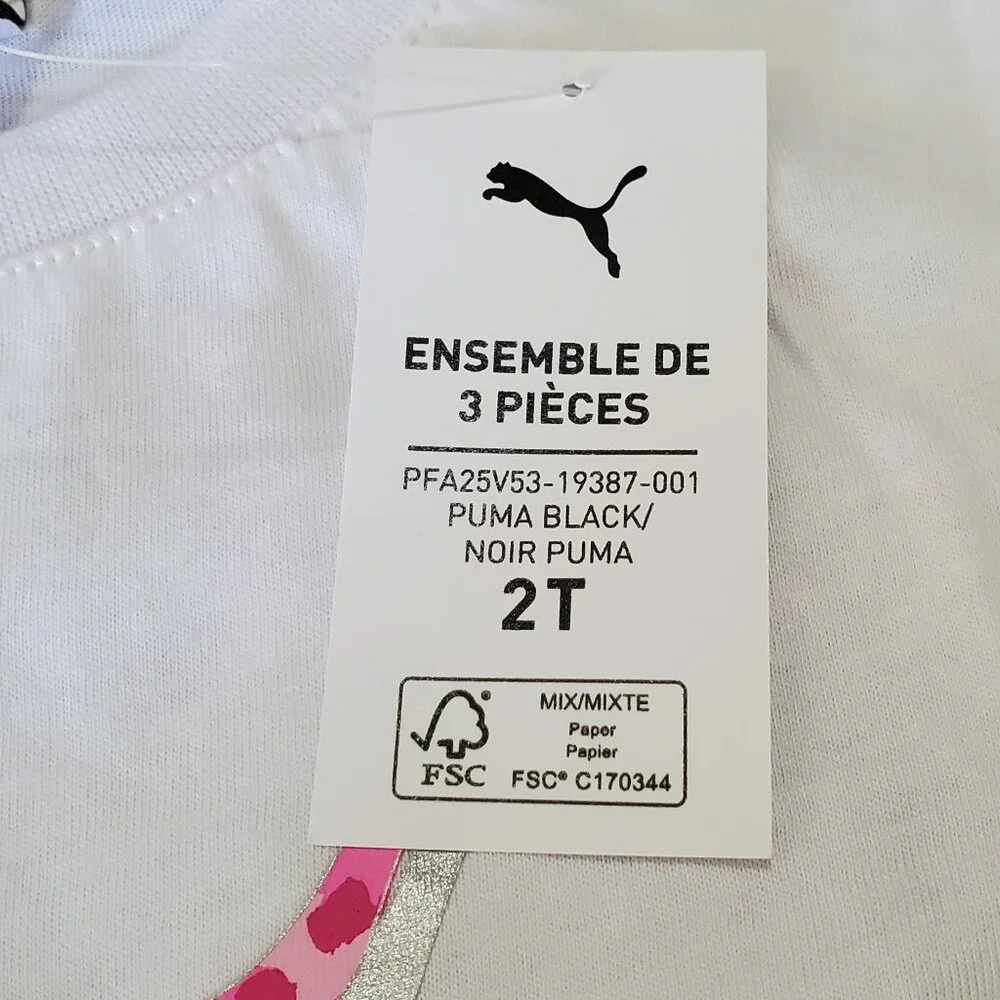 ENSEMBLE DE
3 PIÈCES
PFA25V53-19387-001
PUMA BLACK/
NOIR PUMA
2T
FSC®
MIX/MIXTE
Paper
Papier
FSC® C170344